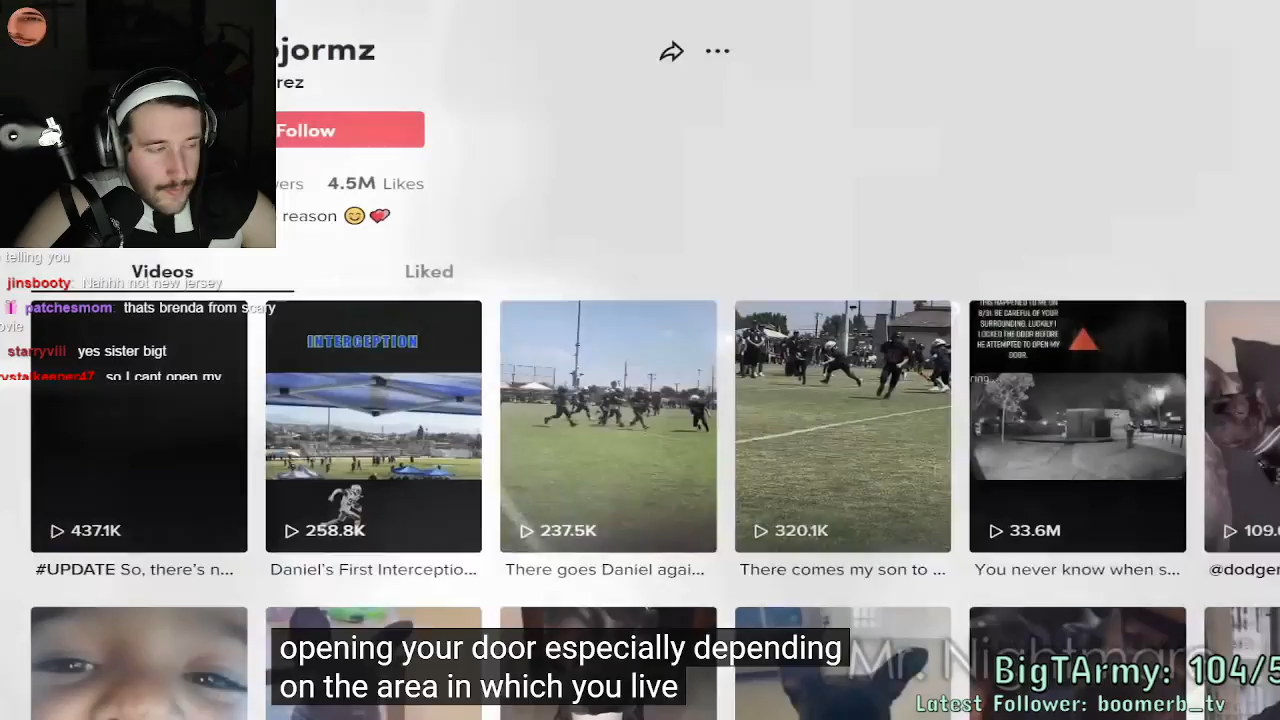 ojormz
rez
Follow
ers
4.5M Likes
reason 😊💞
telling you
jinsbooty: Nahhh not new jersey
patchesmom: thats brenda from scary
ovie
starryviii yes sister bigt
so I cant open my
Videos
Liked
INTERCEPTION
THIS HAPPENED TO ME ON
8/31. BE CAREFUL OF YOUR
SURROUNDING. LUCKILY I
LOCKED THE DOOR BEFORE
HE ATTEMPTED TO OPEN MY
DOOR.
ring
437.1K
258.8K
237.5K
320.1K
33.6M
109.
#UPDATE So, there's n...
Daniel's First Interceptio...
There goes Daniel agai...
There comes my son to ...
You never know when s...
@dodger
opening your door especially depending
on the area in which you live
Mr. Nightmare
BigTArmy: 104/5
Latest Follower: boomerb_tv